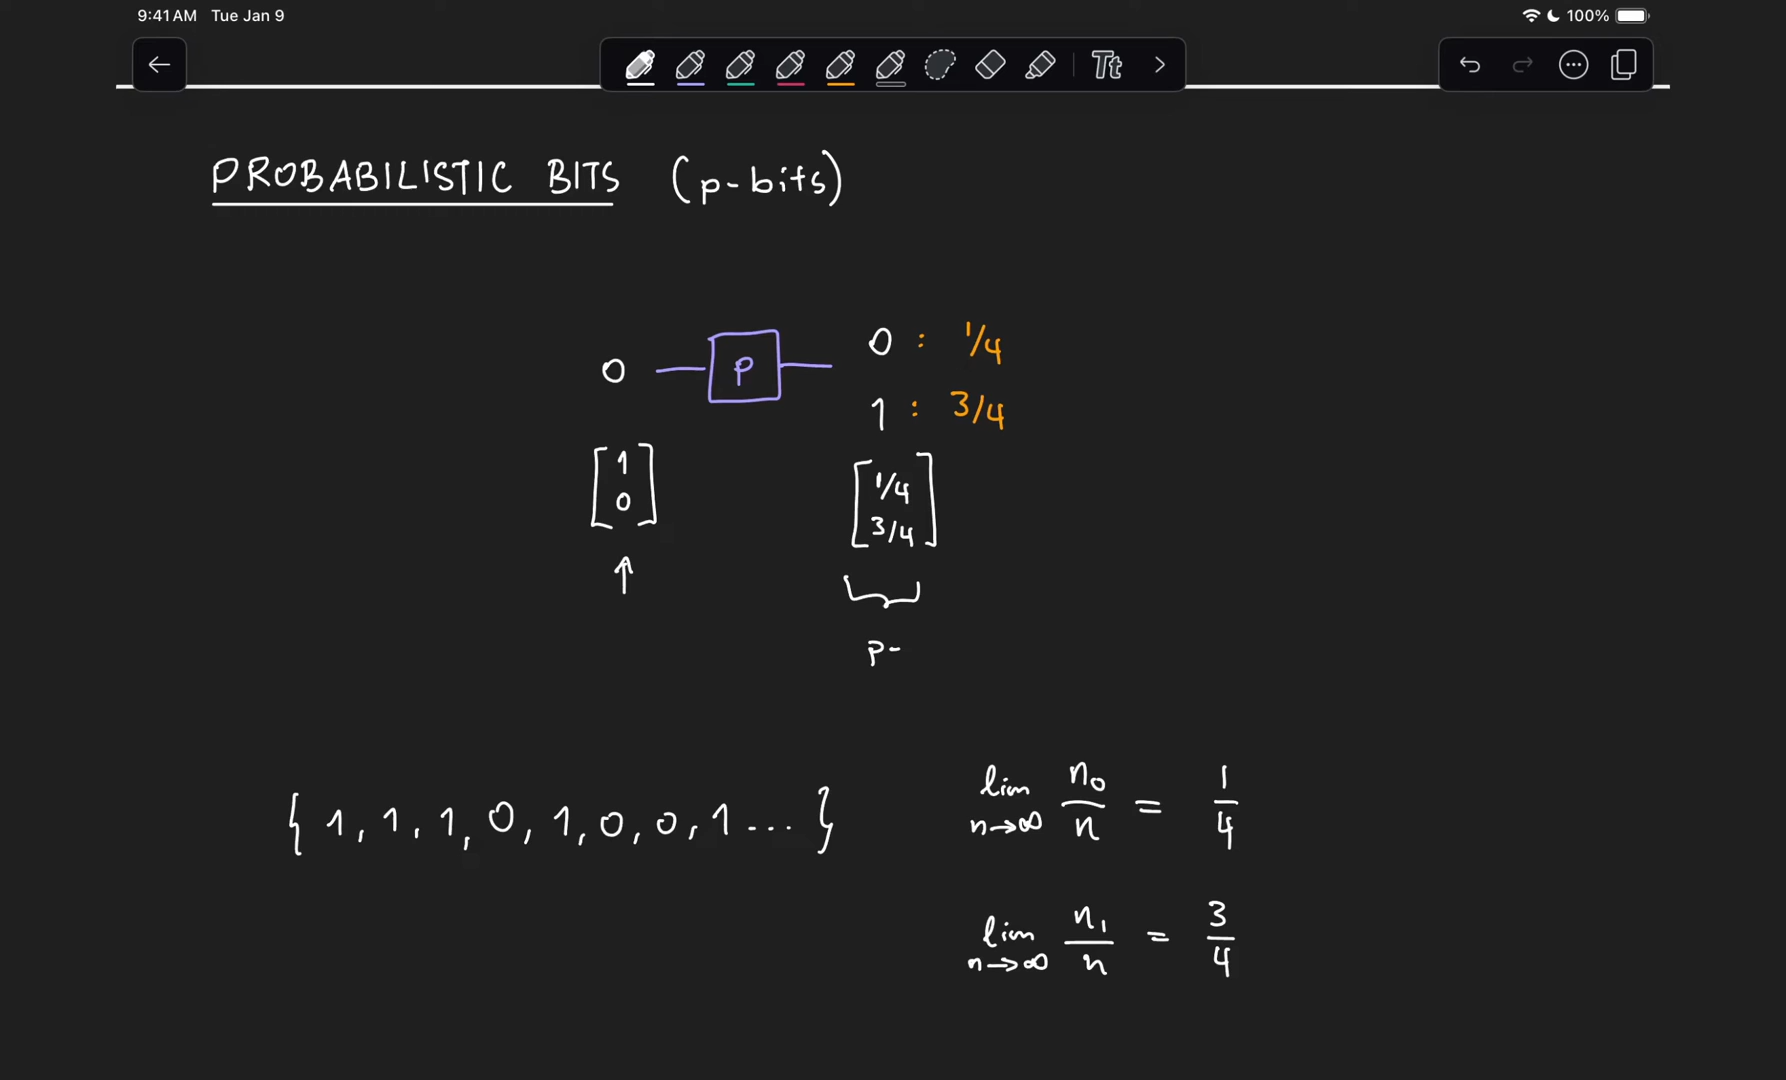 9:41 AM Tue Jan 9
100%
Tt
PROBABILISTIC BITS (p-bits)
0 P 0 : 1/4
1 : 3/4
[1 0]
[1/4 3/4]
↑
p-
{ 1, 1, 1, 0, 1, 0, 0, 1 ... }
lim n→∞ n₀/n = 1/4
lim n→∞ n₁/n = 3/4